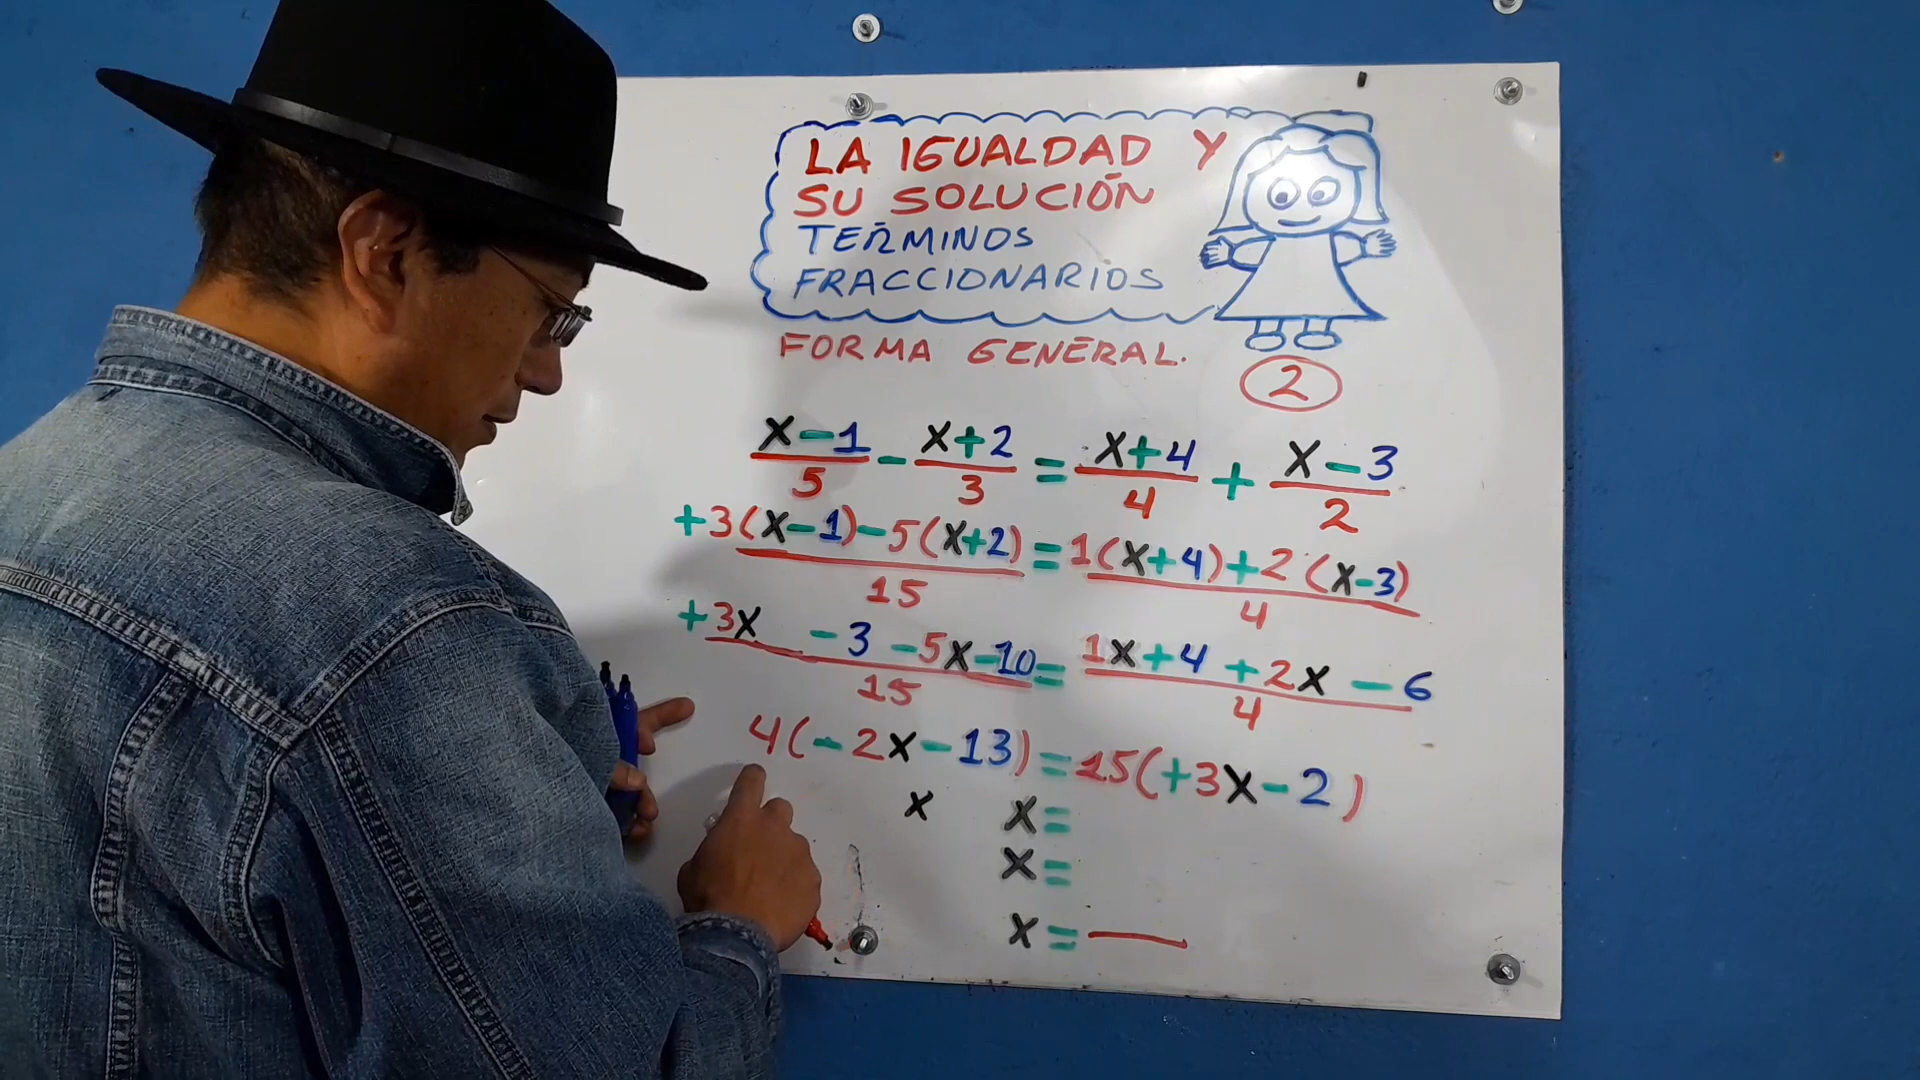 LA IGUALDAD Y
SU SOLUCIÓN
TERMINOS
FRACCIONARIOS
FORMA GENERAL.
2
x-1 - x+2 = x+4 + x-3
5 3 4 2
+3(x-1)-5(x+2) = 1(x+4)+2(x-3)
15 4
+3x -3 -5x-10 = 1x+4+2x-6
15 4
4(-2x-13) = 15(+3x-2)
x x=
x=
x=